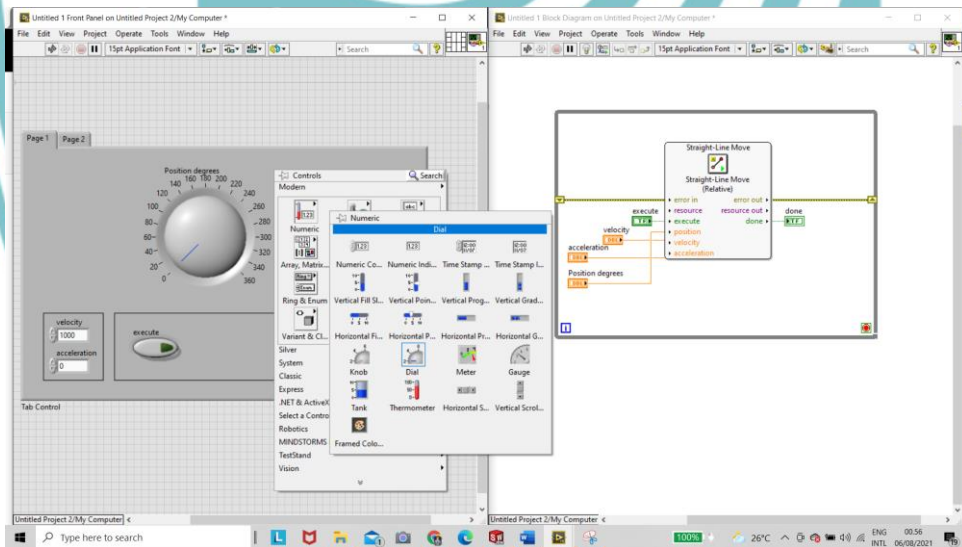 Untitled 1 Front Panel on Untitled Project 2/My Computer *
File Edit View Project Operate Tools Window Help
15pt Application Font
Search
Page 1 Page 2
Position degrees
0 20 40 60 80 100 120 140 160 180 200 220 240 260 280 300 320 340 360
velocity
1000
acceleration
0
execute
Tab Control
Controls
Search
Modern
Numeric
Array, Matrix...
Ring & Enum
Variant & Cl...
Silver
System
Classic
Express
.NET & ActiveX
Select a Contro
Robotics
MINDSTORMS
TestStand
Vision
Numeric
Dial
Numeric Co... Numeric Indi... Time Stamp ... Time Stamp I...
Vertical Fill Sl... Vertical Poin... Vertical Prog... Vertical Grad...
Horizontal Fi... Horizontal P... Horizontal Pr... Horizontal G...
Knob Dial Meter Gauge
Tank Thermometer Horizontal S... Vertical Scrol...
Framed Colo...
Untitled Project 2/My Computer
Untitled 1 Block Diagram on Untitled Project 2/My Computer *
File Edit View Project Operate Tools Window Help
15pt Application Font
Search
Straight-Line Move
Straight-Line Move
(Relative)
error in error out
resource resource out
execute done
position
velocity
acceleration
execute
velocity
acceleration
Position degrees
done
i
Untitled Project 2/My Computer
Type here to search
100%
26°C
ENG
INTL
00.56
06/08/2021